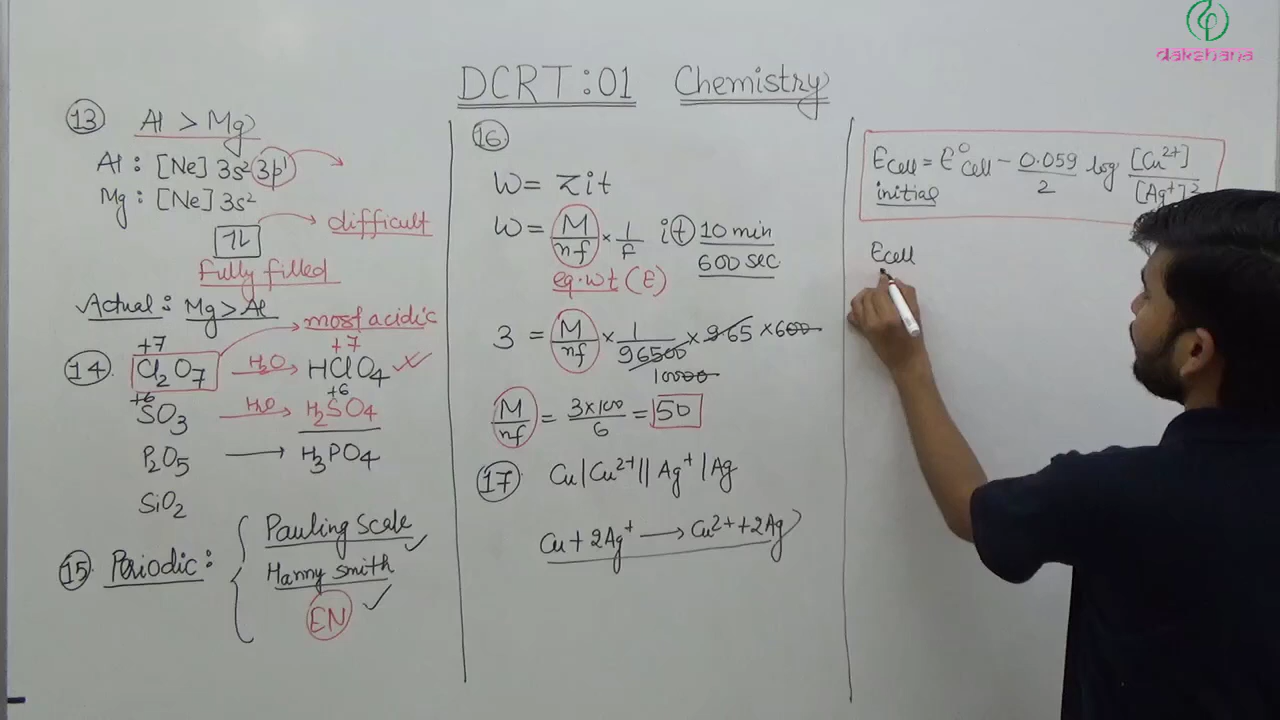 dakshana
DCRT:01 Chemistry
13 Al > Mg
Al : [Ne] 3s² 3p¹
Mg : [Ne] 3s²
1L difficult
Fully filled
Actual : Mg > Al
most acidic
+7 +7
14. Cl₂O₇ H₂O → HClO₄
+6 +6
SO₃ H₂O → H₂SO₄
P₂O₅ → H₃PO₄
SiO₂
15. Periodic : { Pauling Scale ✓
Hanny smith ✓
EN
16
W = Zit
W = M/nf × 1/F it 10 min
600 sec
eq.wt (E)
3 = M/nf × 1/96500 × 965 × 600
10000
M/nf = 3×100/6 = 50
17 Cu | Cu²⁺ || Ag⁺ | Ag
Cu + 2Ag⁺ → Cu²⁺ + 2Ag
Ecell = E°cell − 0.059/2 log [Cu²⁺]/[Ag⁺]²
initial
Ecell